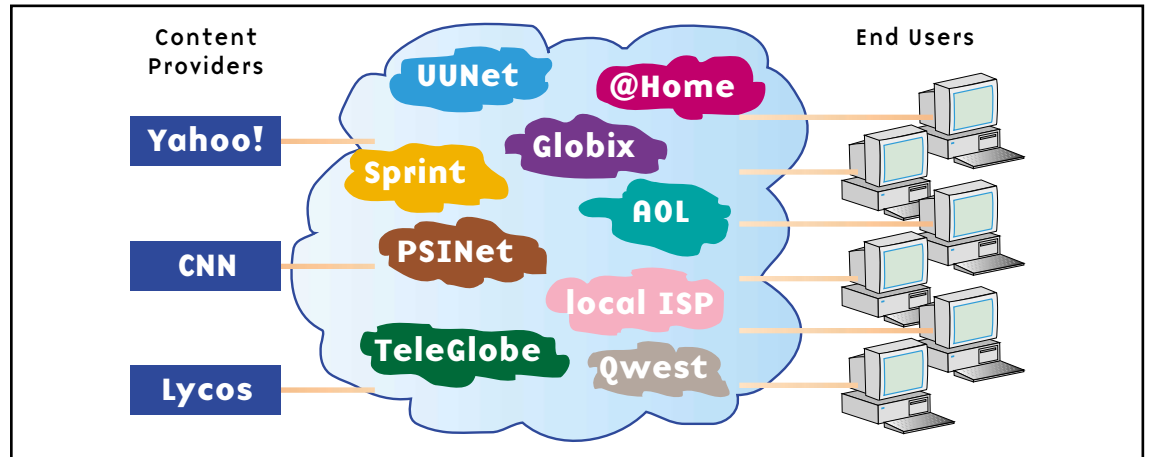 Content
Providers
End Users
UUNet
@Home
Yahoo!
Globix
Sprint
AOL
PSINet
CNN
local ISP
TeleGlobe
Qwest
Lycos